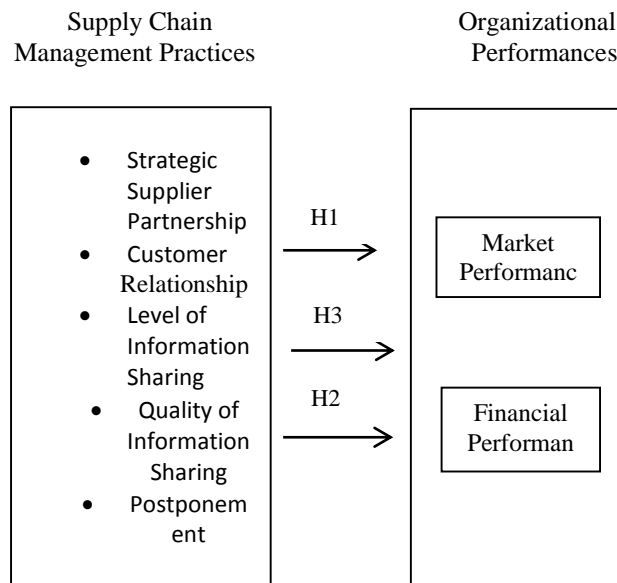 Supply Chain
Management Practices
Organizational
Performances
• Strategic
Supplier
Partnership
• Customer
Relationship
• Level of
Information
Sharing
• Quality of
Information
Sharing
• Postponem
ent
H1
H3
H2
Market
Performanc
Financial
Performan